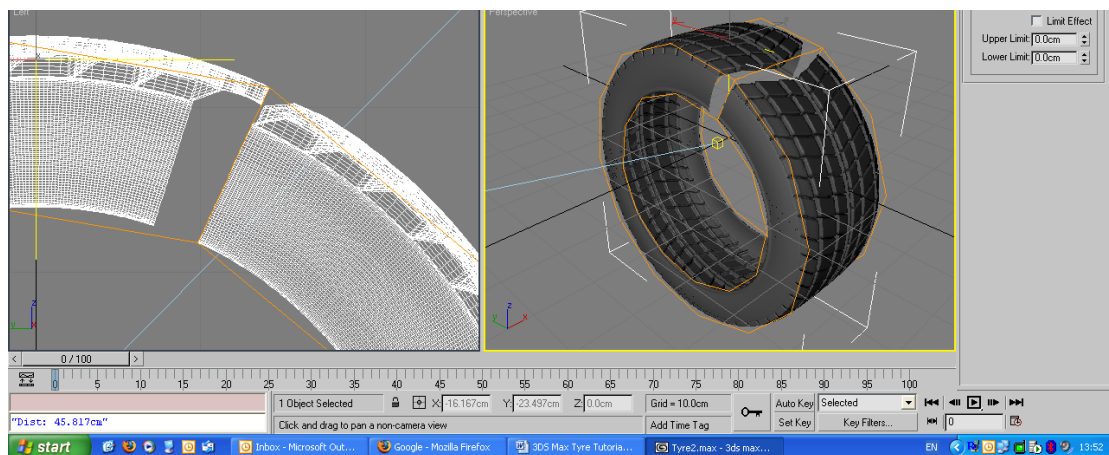 Left
Perspective
Limit Effect
Upper Limit: 0.0cm
Lower Limit: 0.0cm
y x z
z
y x
z
y x
< 0 / 100 >
0 5 10 15 20 25 30 35 40 45 50 55 60 65 70 75 80 85 90 95 100
1 Object Selected X: -16.167cm Y: -23.497cm Z: 0.0cm Grid = 10.0cm Auto Key Selected
"Dist: 45.817cm" Click and drag to pan a non-camera view Add Time Tag Set Key Key Filters... 0
start Inbox - Microsoft Out... Google - Mozilla Firefox 3DS Max Tyre Tutoria... Tyre2.max - 3ds max... EN 13:52